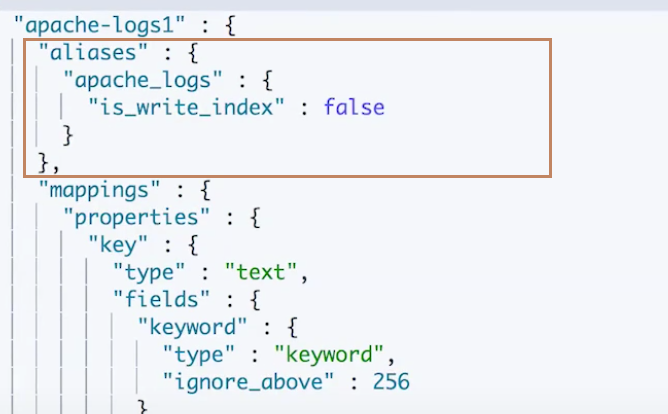 "apache-logs1" : {
"aliases" : {
"apache_logs" : {
"is_write_index" : false
}
},
"mappings" : {
"properties" : {
"key" : {
"type" : "text",
"fields" : {
"keyword" : {
"type" : "keyword",
"ignore_above" : 256
}